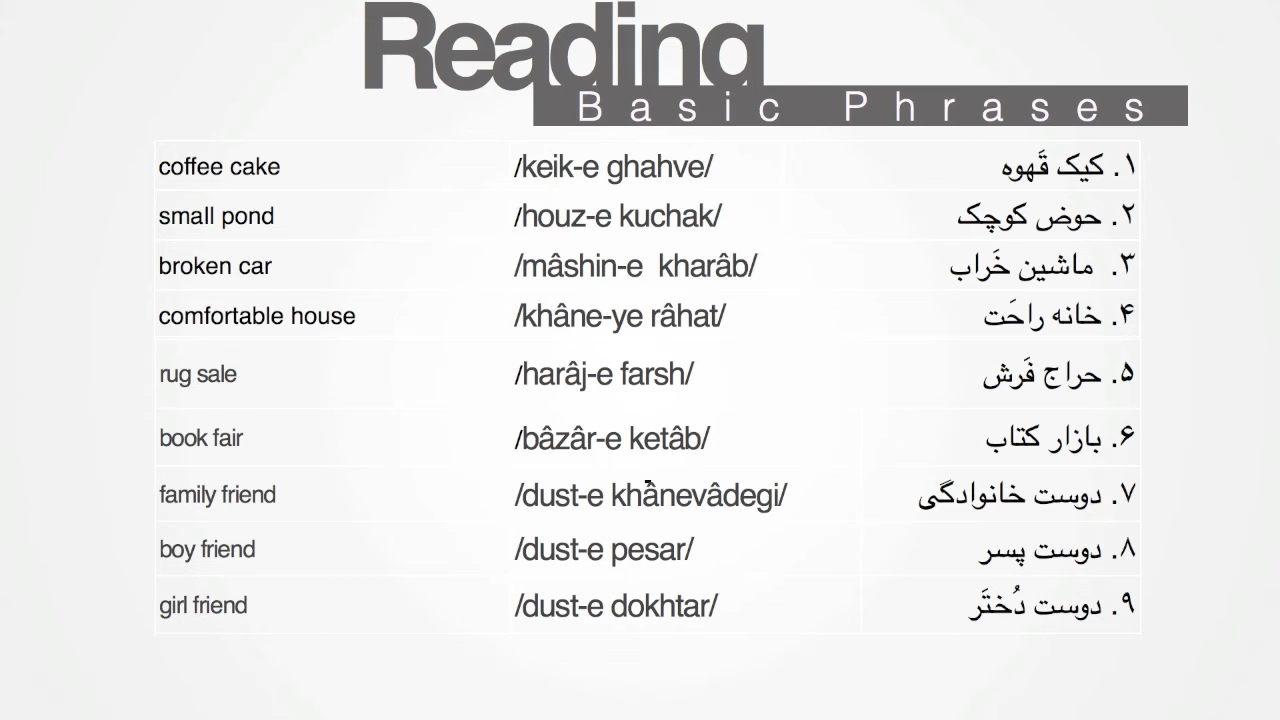 Reading
Basic Phrases
coffee cake /keik-e ghahve/ ۱. کیک قَهوه
small pond /houz-e kuchak/ ۲. حوض کوچک
broken car /mâshin-e kharâb/ ۳. ماشین خَراب
comfortable house /khâne-ye râhat/ ۴. خانه راحَت
rug sale /harâj-e farsh/ ۵. حراج فَرش
book fair /bâzâr-e ketâb/ ۶. بازار کتاب
family friend /dust-e khânevâdegi/ ۷. دوست خانوادگی
boy friend /dust-e pesar/ ۸. دوست پسر
girl friend /dust-e dokhtar/ ۹. دوست دُختَر